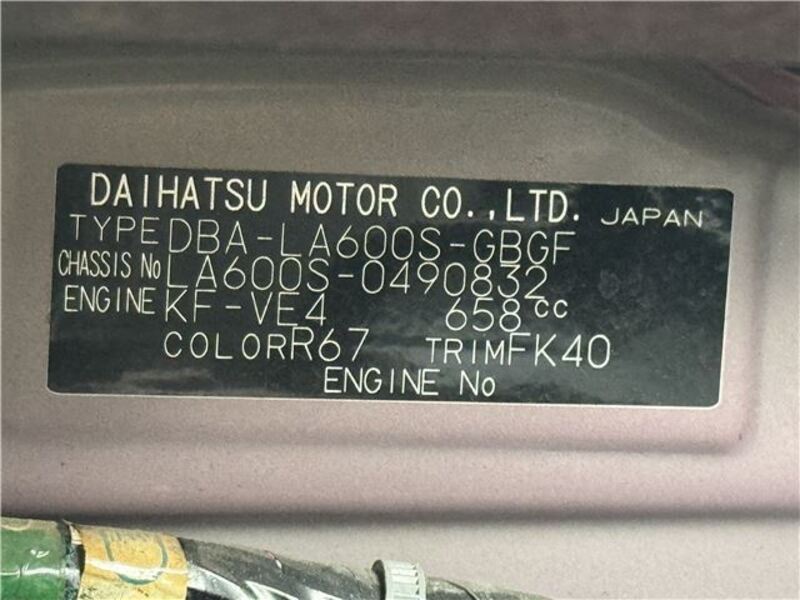 DAIHATSU MOTOR CO.,LTD. JAPAN
TYPE DBA-LA600S-GBGF
CHASSIS No LA600S-0490832
ENGINE KF-VE4 658cc
COLOR R67 TRIM FK40
ENGINE No